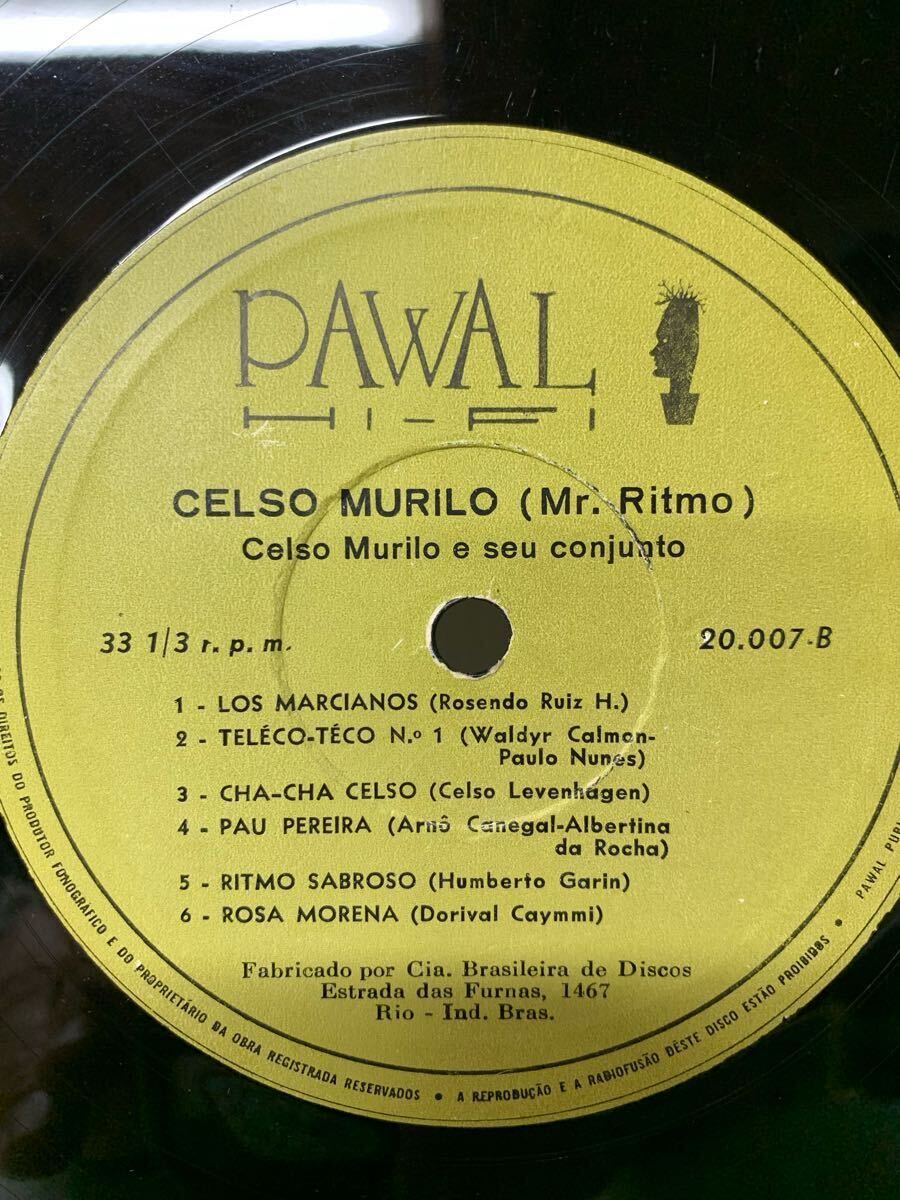 PAWAL
HI-FI
CELSO MURILO (Mr. Ritmo)
Celso Murilo e seu conjunto
33 1/3 r. p. m.
20.007-B
1 - LOS MARCIANOS (Rosendo Ruiz H.)
2 - TELÉCO-TÉCO N.º 1 (Waldyr Calmon-
Paulo Nunes)
3 - CHA-CHA CELSO (Celso Levenhagen)
4 - PAU PEREIRA (Arnô Canegal-Albertina
da Rocha)
5 - RITMO SABROSO (Humberto Garin)
6 - ROSA MORENA (Dorival Caymmi)
Fabricado por Cia. Brasileira de Discos
Estrada das Furnas, 1467
Rio - Ind. Bras.
OS DIREITOS DO PRODUTOR FONOGRÁFICO E DO PROPRIETÁRIO DA OBRA REGISTRADA RESERVADOS • A REPRODUÇÃO E A RADIOFUSÃO DÊSTE DISCO ESTÃO PROIBIDOS • PAWAL